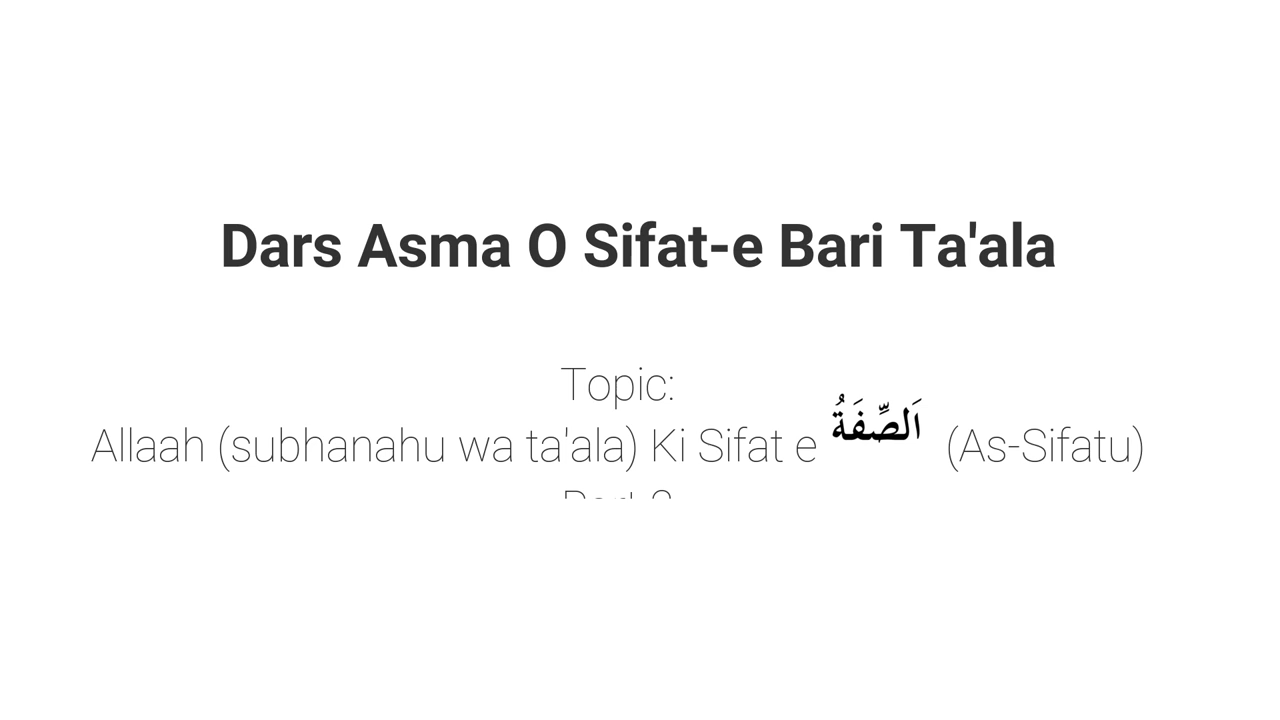 Dars Asma O Sifat-e Bari Ta'ala
Topic:
Allaah (subhanahu wa ta'ala) Ki Sifat e اَلصِّفَةُ (As-Sifatu)